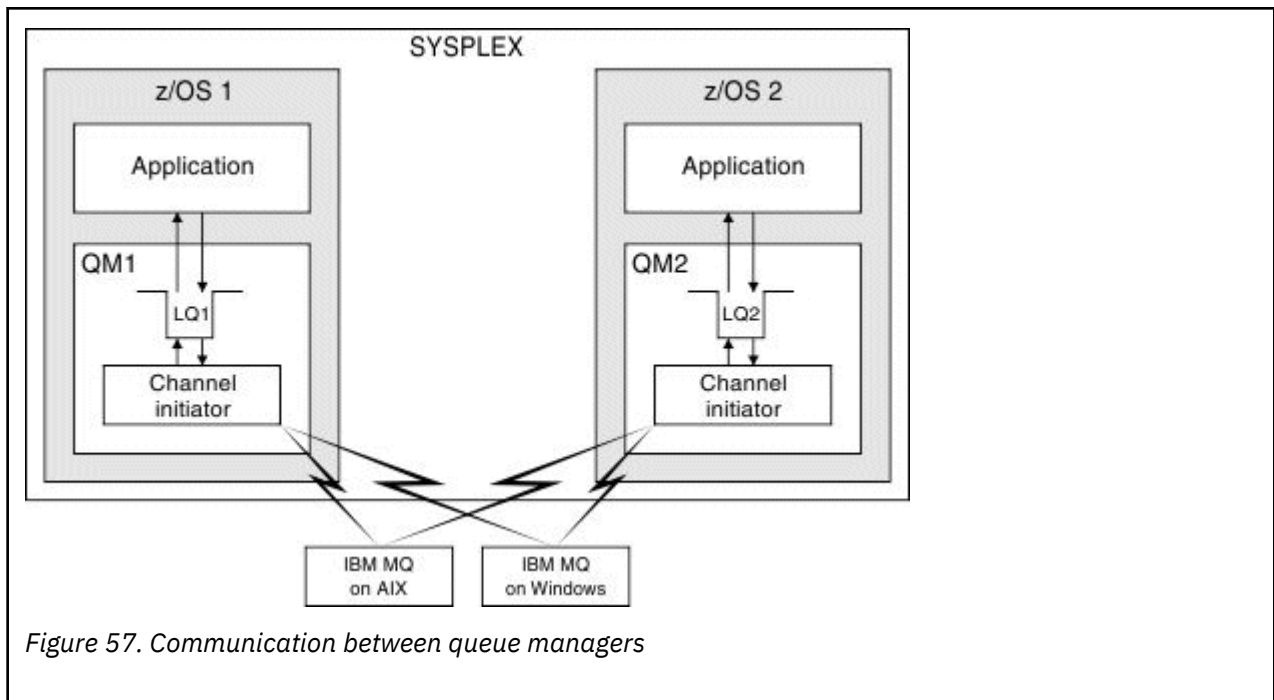 SYSPLEX
z/OS 1
Application
QM1
LQ1
Channel
initiator
z/OS 2
Application
QM2
LQ2
Channel
initiator
IBM MQ
on AIX
IBM MQ
on Windows
Figure 57. Communication between queue managers